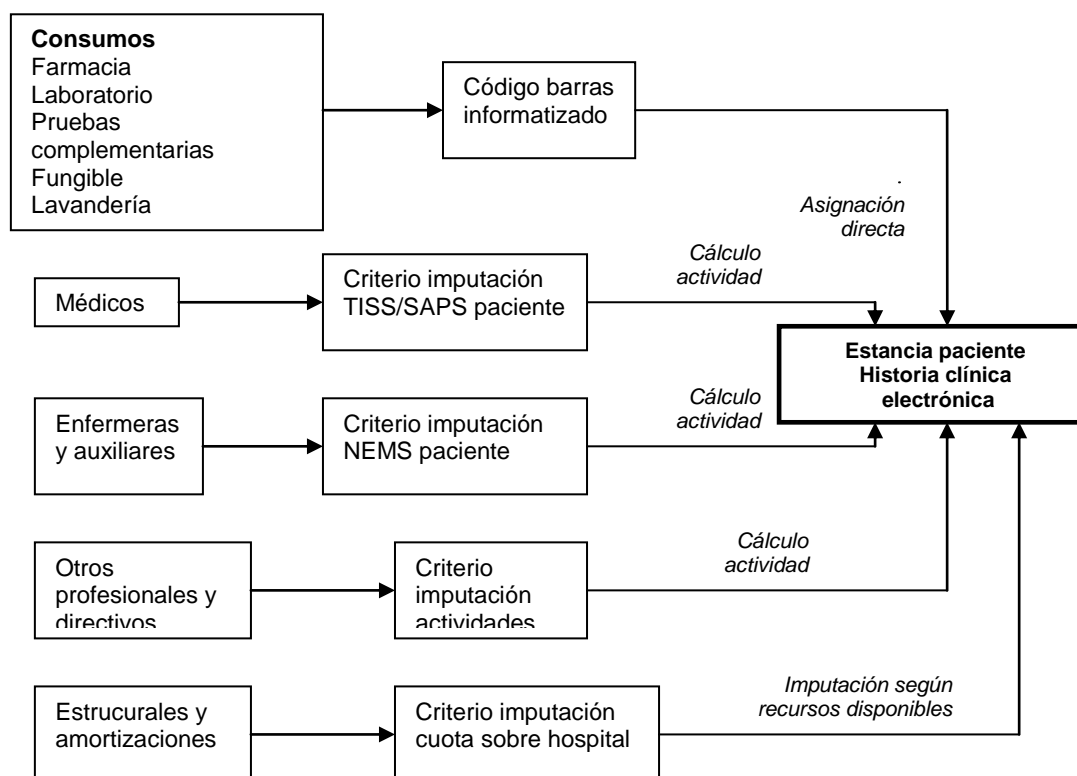 Consumos
Farmacia
Laboratorio
Pruebas
complementarias
Fungible
Lavandería
Código barras
informatizado
.
Asignación
directa
Médicos
Criterio imputación
TISS/SAPS paciente
Cálculo
actividad
Estancia paciente
Historia clínica
electrónica
Enfermeras
y auxiliares
Criterio imputación
NEMS paciente
Cálculo
actividad
Otros
profesionales y
directivos
Criterio
imputación
actividades
Cálculo
actividad
Estrucurales y
amortizaciones
Criterio imputación
cuota sobre hospital
Imputación según
recursos disponibles